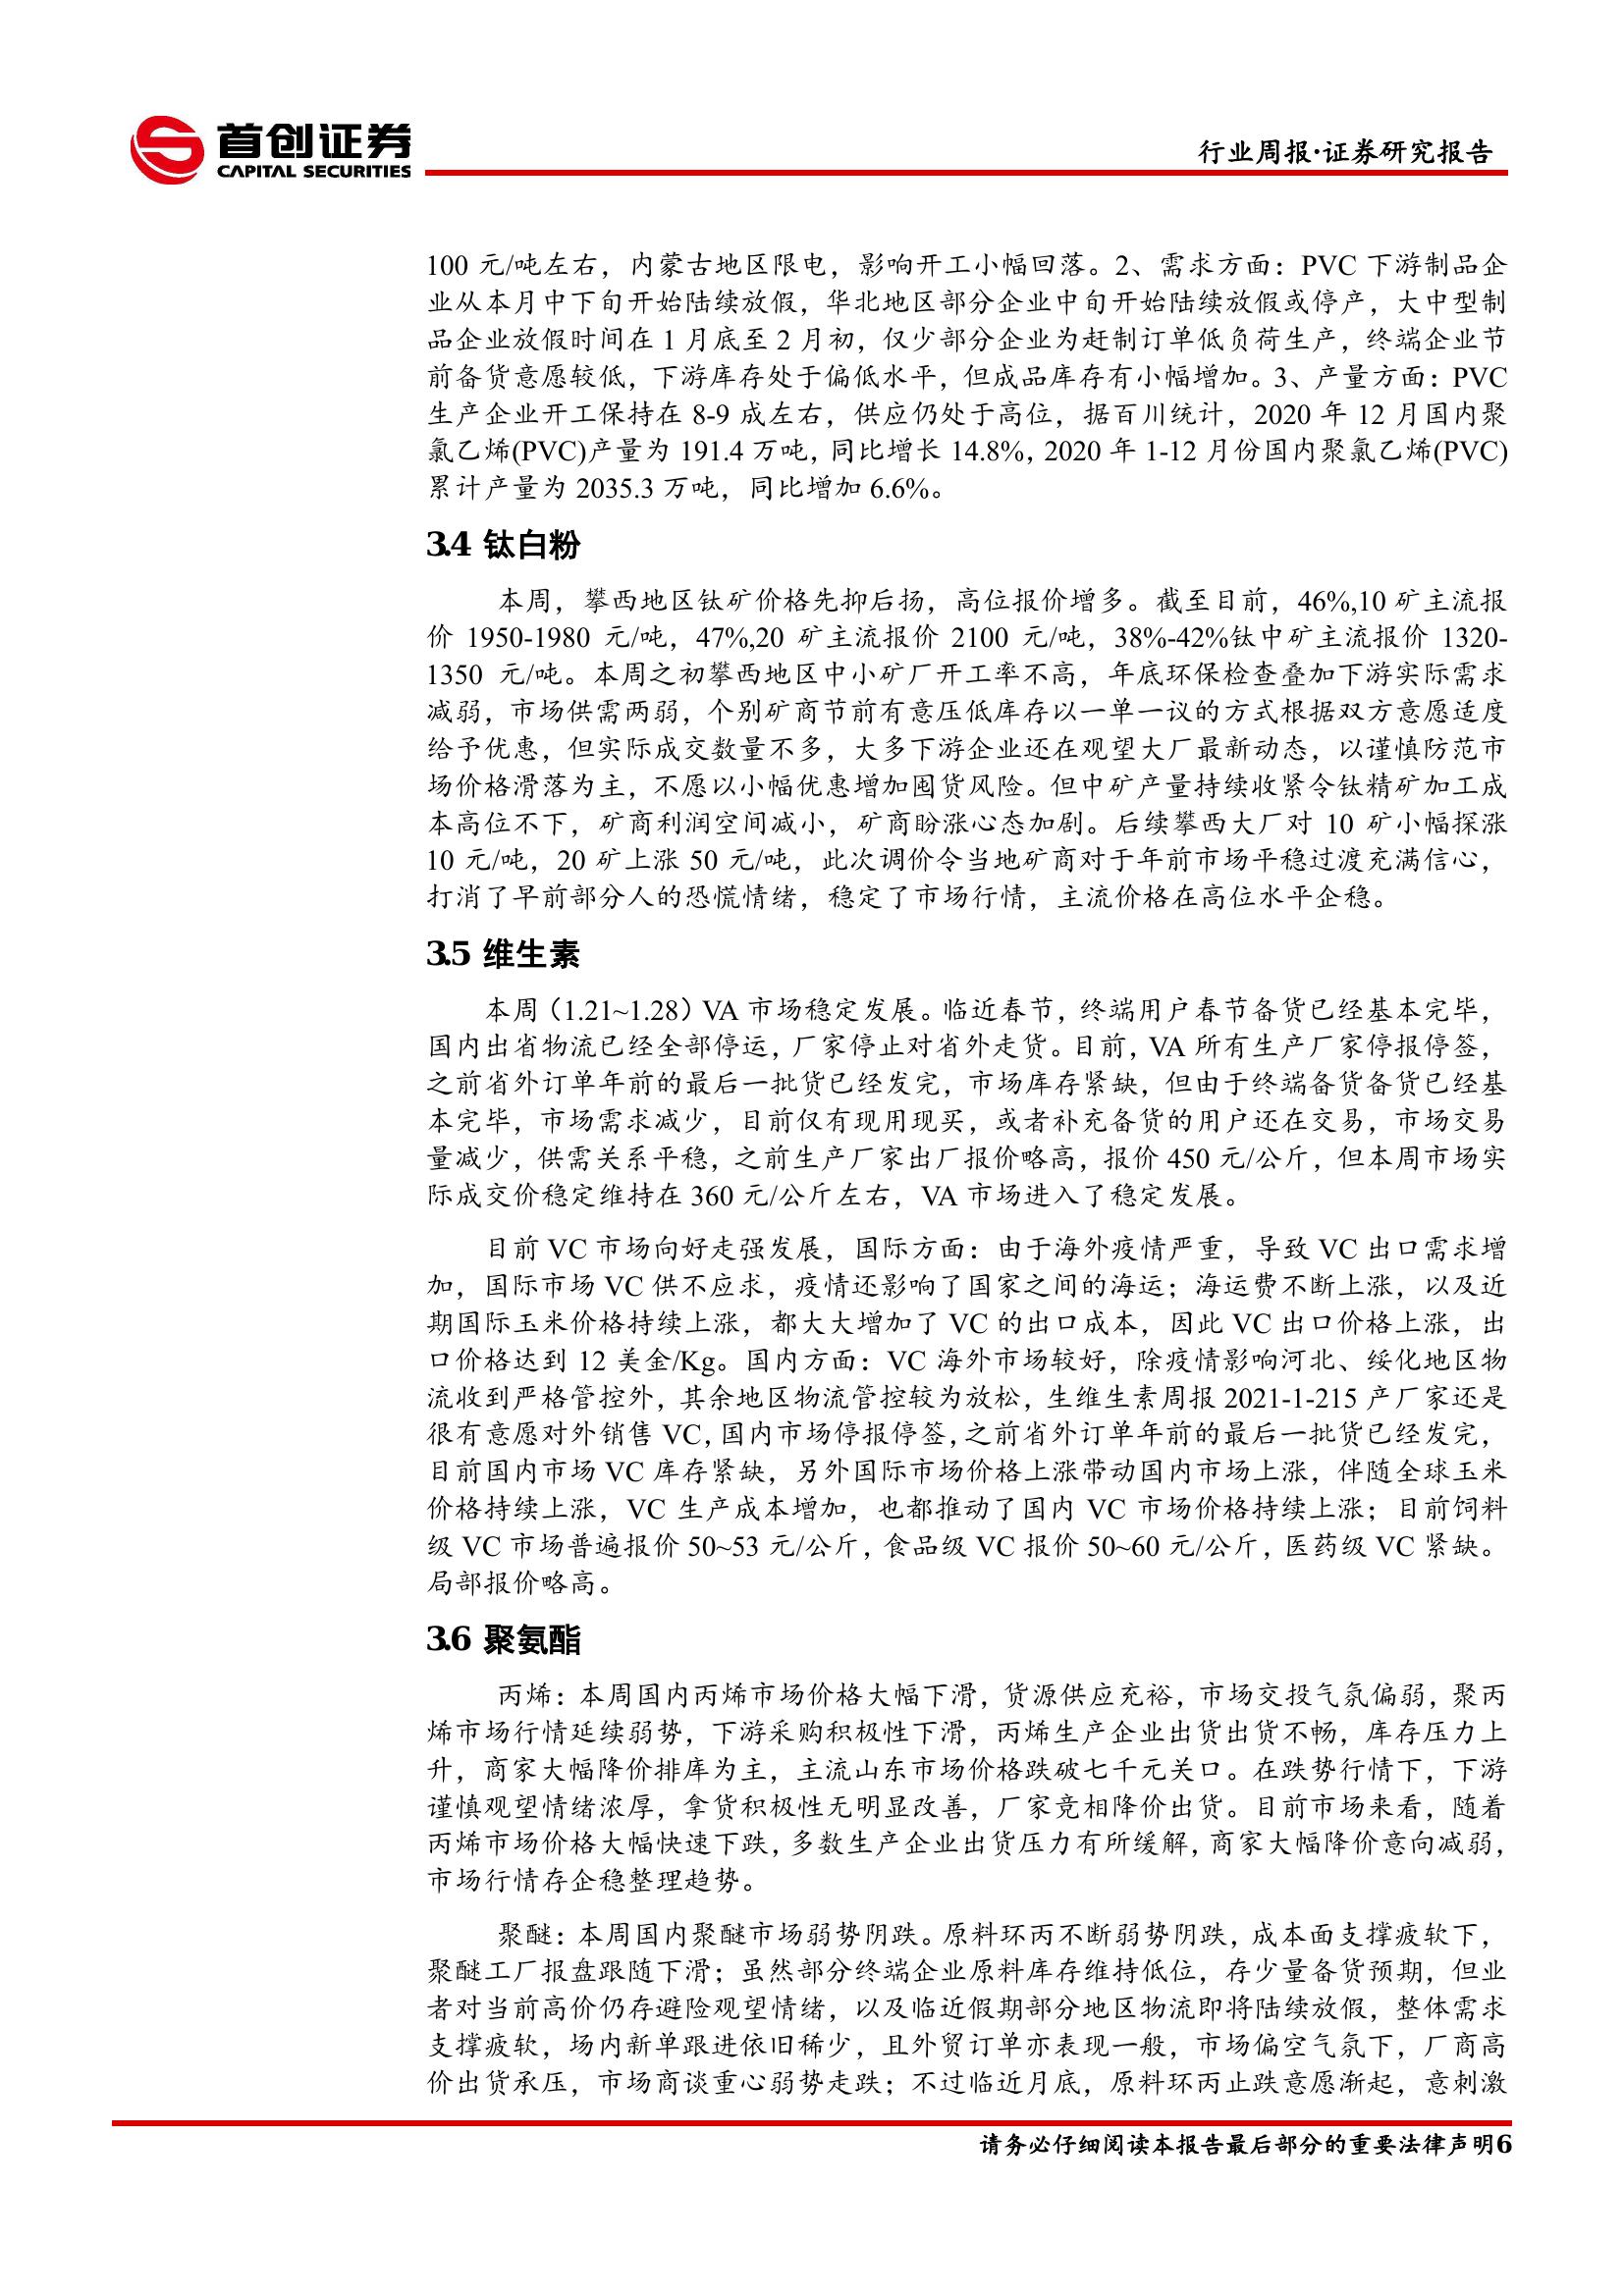 首创证券
CAPITAL SECURITIES
行业周报·证券研究报告
100 元/吨左右，内蒙古地区限电，影响开工小幅回落。2、需求方面：PVC 下游制品企
业从本月中下旬开始陆续放假，华北地区部分企业中旬开始陆续放假或停产，大中型制
品企业放假时间在 1 月底至 2 月初，仅少部分企业为赶制订单低负荷生产，终端企业节
前备货意愿较低，下游库存处于偏低水平，但成品库存有小幅增加。3、产量方面：PVC
生产企业开工保持在 8-9 成左右，供应仍处于高位，据百川统计，2020 年 12 月国内聚
氯乙烯(PVC)产量为 191.4 万吨，同比增长 14.8%，2020 年 1-12 月份国内聚氯乙烯(PVC)
累计产量为 2035.3 万吨，同比增加 6.6%。
3.4 钛白粉
本周，攀西地区钛矿价格先抑后扬，高位报价增多。截至目前，46%,10 矿主流报
价 1950-1980 元/吨，47%,20 矿主流报价 2100 元/吨，38%-42%钛中矿主流报价 1320-
1350 元/吨。本周之初攀西地区中小矿厂开工率不高，年底环保检查叠加下游实际需求
减弱，市场供需两弱，个别矿商节前有意压低库存以一单一议的方式根据双方意愿适度
给予优惠，但实际成交数量不多，大多下游企业还在观望大厂最新动态，以谨慎防范市
场价格滑落为主，不愿以小幅优惠增加囤货风险。但中矿产量持续收紧令钛精矿加工成
本高位不下，矿商利润空间减小，矿商盼涨心态加剧。后续攀西大厂对 10 矿小幅探涨
10 元/吨，20 矿上涨 50 元/吨，此次调价令当地矿商对于年前市场平稳过渡充满信心，
打消了早前部分人的恐慌情绪，稳定了市场行情，主流价格在高位水平企稳。
3.5 维生素
本周（1.21~1.28）VA 市场稳定发展。临近春节，终端用户春节备货已经基本完毕，
国内出省物流已经全部停运，厂家停止对省外走货。目前，VA 所有生产厂家停报停签，
之前省外订单年前的最后一批货已经发完，市场库存紧缺，但由于终端备货备货已经基
本完毕，市场需求减少，目前仅有现用现买，或者补充备货的用户还在交易，市场交易
量减少，供需关系平稳，之前生产厂家出厂报价略高，报价 450 元/公斤，但本周市场实
际成交价稳定维持在 360 元/公斤左右，VA 市场进入了稳定发展。
目前 VC 市场向好走强发展，国际方面：由于海外疫情严重，导致 VC 出口需求增
加，国际市场 VC 供不应求，疫情还影响了国家之间的海运；海运费不断上涨，以及近
期国际玉米价格持续上涨，都大大增加了 VC 的出口成本，因此 VC 出口价格上涨，出
口价格达到 12 美金/Kg。国内方面：VC 海外市场较好，除疫情影响河北、绥化地区物
流收到严格管控外，其余地区物流管控较为放松，生维生素周报 2021-1-215 产厂家还是
很有意愿对外销售 VC，国内市场停报停签，之前省外订单年前的最后一批货已经发完，
目前国内市场 VC 库存紧缺，另外国际市场价格上涨带动国内市场上涨，伴随全球玉米
价格持续上涨，VC 生产成本增加，也都推动了国内 VC 市场价格持续上涨；目前饲料
级 VC 市场普遍报价 50~53 元/公斤，食品级 VC 报价 50~60 元/公斤，医药级 VC 紧缺。
局部报价略高。
3.6 聚氨酯
丙烯：本周国内丙烯市场价格大幅下滑，货源供应充裕，市场交投气氛偏弱，聚丙
烯市场行情延续弱势，下游采购积极性下滑，丙烯生产企业出货出货不畅，库存压力上
升，商家大幅降价排库为主，主流山东市场价格跌破七千元关口。在跌势行情下，下游
谨慎观望情绪浓厚，拿货积极性无明显改善，厂家竞相降价出货。目前市场来看，随着
丙烯市场价格大幅快速下跌，多数生产企业出货压力有所缓解，商家大幅降价意向减弱，
市场行情存企稳整理趋势。
聚醚：本周国内聚醚市场弱势阴跌。原料环丙不断弱势阴跌，成本面支撑疲软下，
聚醚工厂报盘跟随下滑；虽然部分终端企业原料库存维持低位，存少量备货预期，但业
者对当前高价仍存避险观望情绪，以及临近假期部分地区物流即将陆续放假，整体需求
支撑疲软，场内新单跟进依旧稀少，且外贸订单亦表现一般，市场偏空气氛下，厂商高
价出货承压，市场商谈重心弱势走跌；不过临近月底，原料环丙止跌意愿渐起，意刺激
请务必仔细阅读本报告最后部分的重要法律声明6